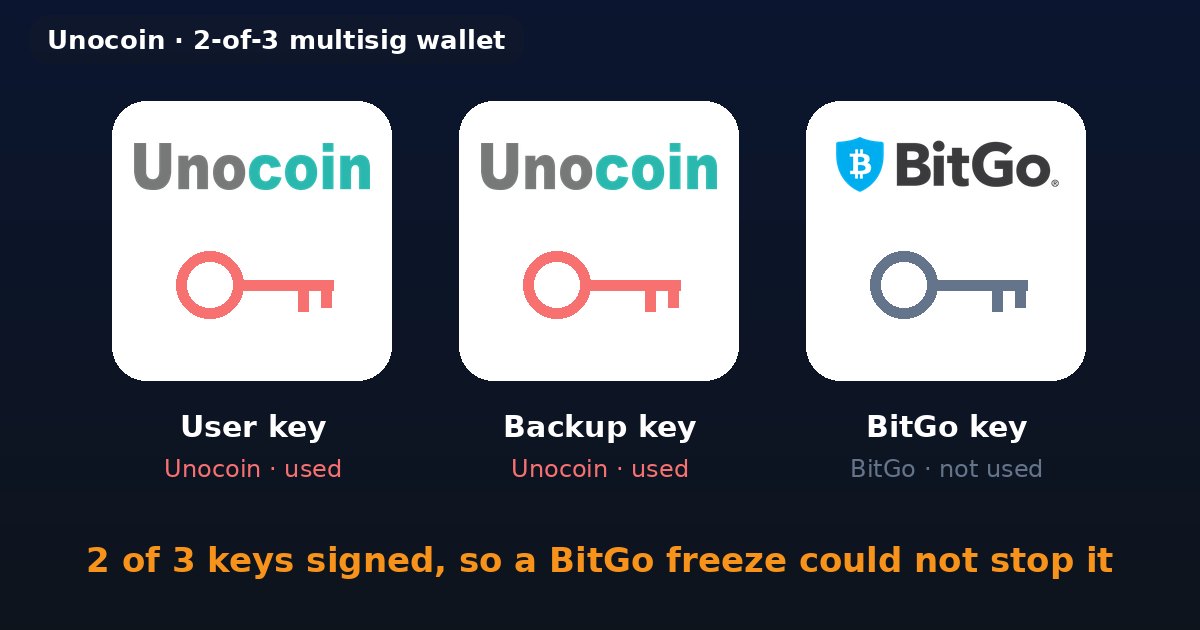 Unocoin · 2-of-3 multisig wallet
Unocoin
Unocoin
BitGo®
User key
Backup key
BitGo key
Unocoin · used
Unocoin · used
BitGo · not used
2 of 3 keys signed, so a BitGo freeze could not stop it